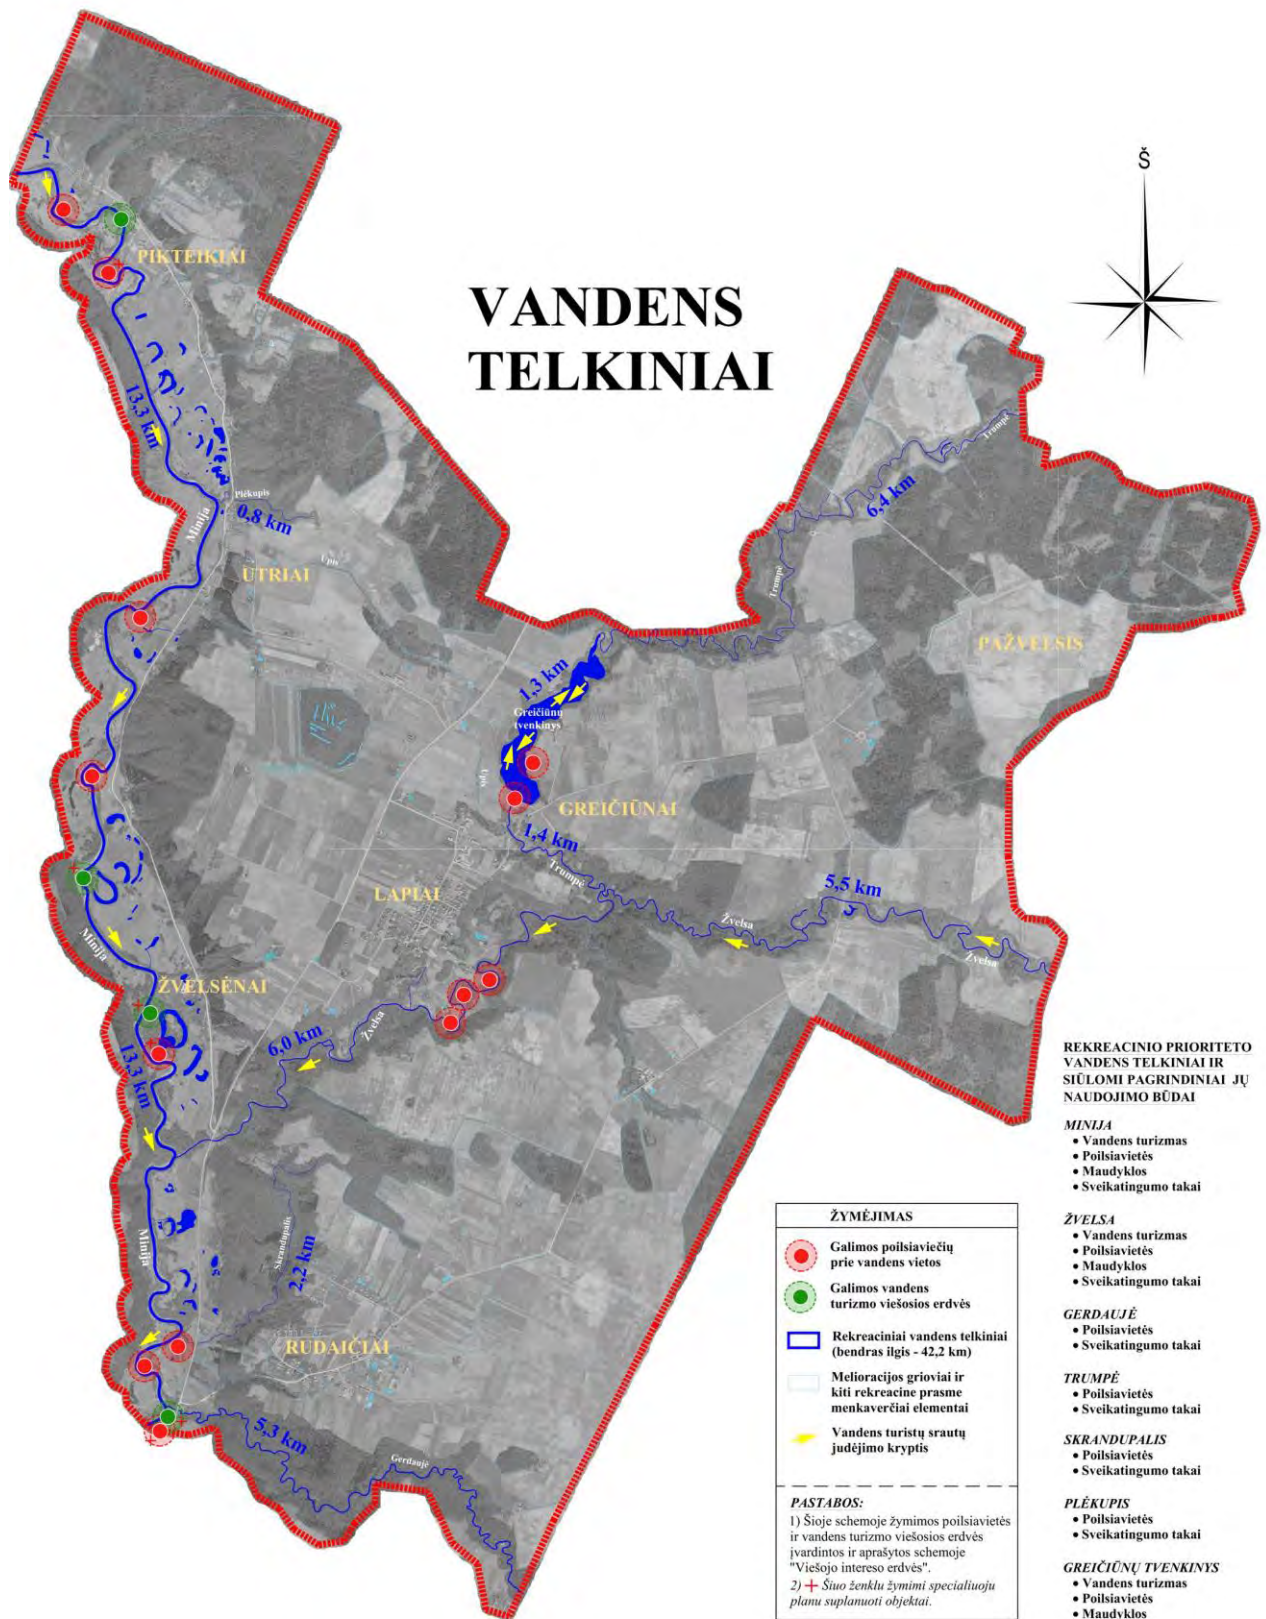 Š
VANDENS
TELKINIAI
PIKTEIKIAI
13,3 km
Minija
Plėkupis
0,8 km
Upis
UTRIAI
Trumpė
6,4 km
Trumpė
PAŽVELSIS
1,3 km
Greičiūnų
tvenkinys
Upis
GREIČIŪNAI
1,4 km
Trumpė
LAPIAI
5,5 km
Žvelsa
Žvelsa
Minija
ŽVELSĖNAI
13,3 km
6,0 km
Žvelsa
Minija
Skrandupalis
2,2 km
RUDAIČIAI
5,3 km
Gerdaujė
ŽYMĖJIMAS
Galimos poilsiaviečių
prie vandens vietos
Galimos vandens
turizmo viešosios erdvės
Rekreaciniai vandens telkiniai
(bendras ilgis - 42,2 km)
Melioracijos grioviai ir
kiti rekreacine prasme
menkaverčiai elementai
Vandens turistų srautų
judėjimo kryptis
PASTABOS:
1) Šioje schemoje žymimos poilsiavietės
ir vandens turizmo viešosios erdvės
įvardintos ir aprašytos schemoje
"Viešojo intereso erdvės".
2) + Šiuo ženklu žymimi specialiuoju
planu suplanuoti objektai.
REKREACINIO PRIORITETO
VANDENS TELKINIAI IR
SIŪLOMI PAGRINDINIAI JŲ
NAUDOJIMO BŪDAI
MINIJA
• Vandens turizmas
• Poilsiavietės
• Maudyklos
• Sveikatingumo takai
ŽVELSA
• Vandens turizmas
• Poilsiavietės
• Maudyklos
• Sveikatingumo takai
GERDAUJĖ
• Poilsiavietės
• Sveikatingumo takai
TRUMPĖ
• Poilsiavietės
• Sveikatingumo takai
SKRANDUPALIS
• Poilsiavietės
• Sveikatingumo takai
PLĖKUPIS
• Poilsiavietės
• Sveikatingumo takai
GREIČIŪNŲ TVENKINYS
• Vandens turizmas
• Poilsiavietės
• Maudyklos